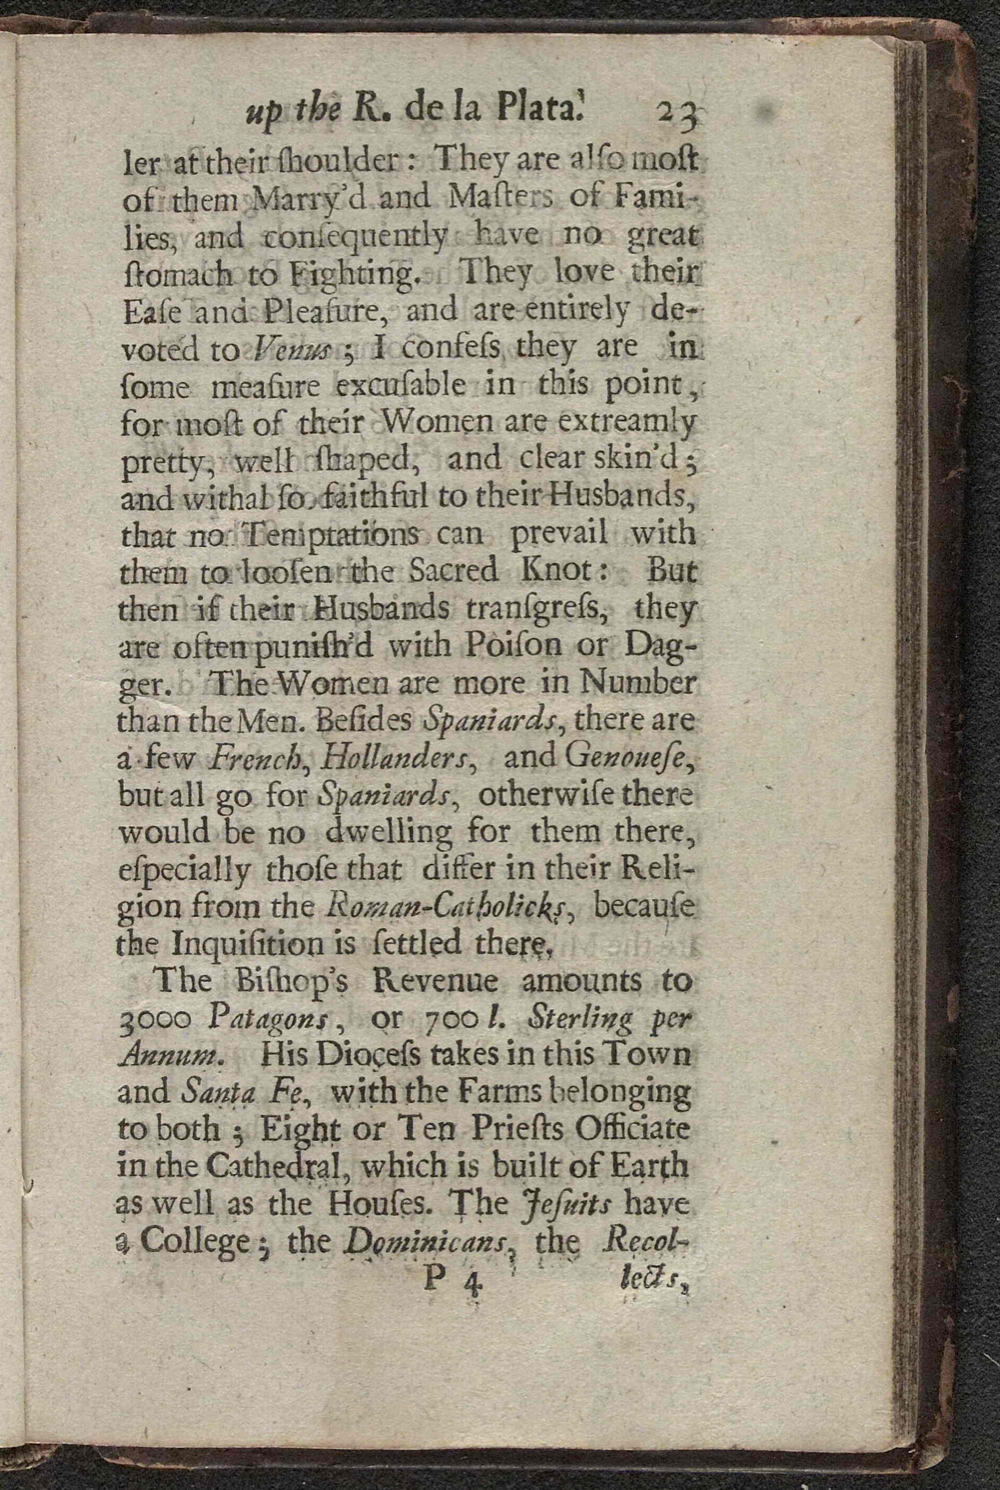 up the R. de la Plata. 23
ler at their ſhoulder: They are alſo moſt
of them Marry'd and Maſters of Fami-
lies, and conſequently have no great
ſtomach to Fighting. They love their
Eaſe and Pleaſure, and are entirely de-
voted to Venus; I confeſs they are in
ſome meaſure excuſable in this point,
for moſt of their Women are extreamly
pretty, well ſhaped, and clear skin'd;
and withal ſo faithful to their Husbands,
that no Temptations can prevail with
them to looſen the Sacred Knot: But
then if their Husbands tranſgreſs, they
are often puniſh'd with Poiſon or Dag-
ger. The Women are more in Number
than the Men. Beſides Spaniards, there are
a few French, Hollanders, and Genoueſe,
but all go for Spaniards, otherwiſe there
would be no dwelling for them there,
eſpecially thoſe that differ in their Reli-
gion from the Roman-Catholicks, becauſe
the Inquiſition is ſettled there.
The Biſhop's Revenue amounts to
3000 Patagons, or 700 l. Sterling per
Annum. His Dioceſs takes in this Town
and Santa Fe, with the Farms belonging
to both; Eight or Ten Prieſts Officiate
in the Cathedral, which is built of Earth
as well as the Houſes. The Jeſuits have
a College; the Dominicans, the Recol-
P 4 lects,